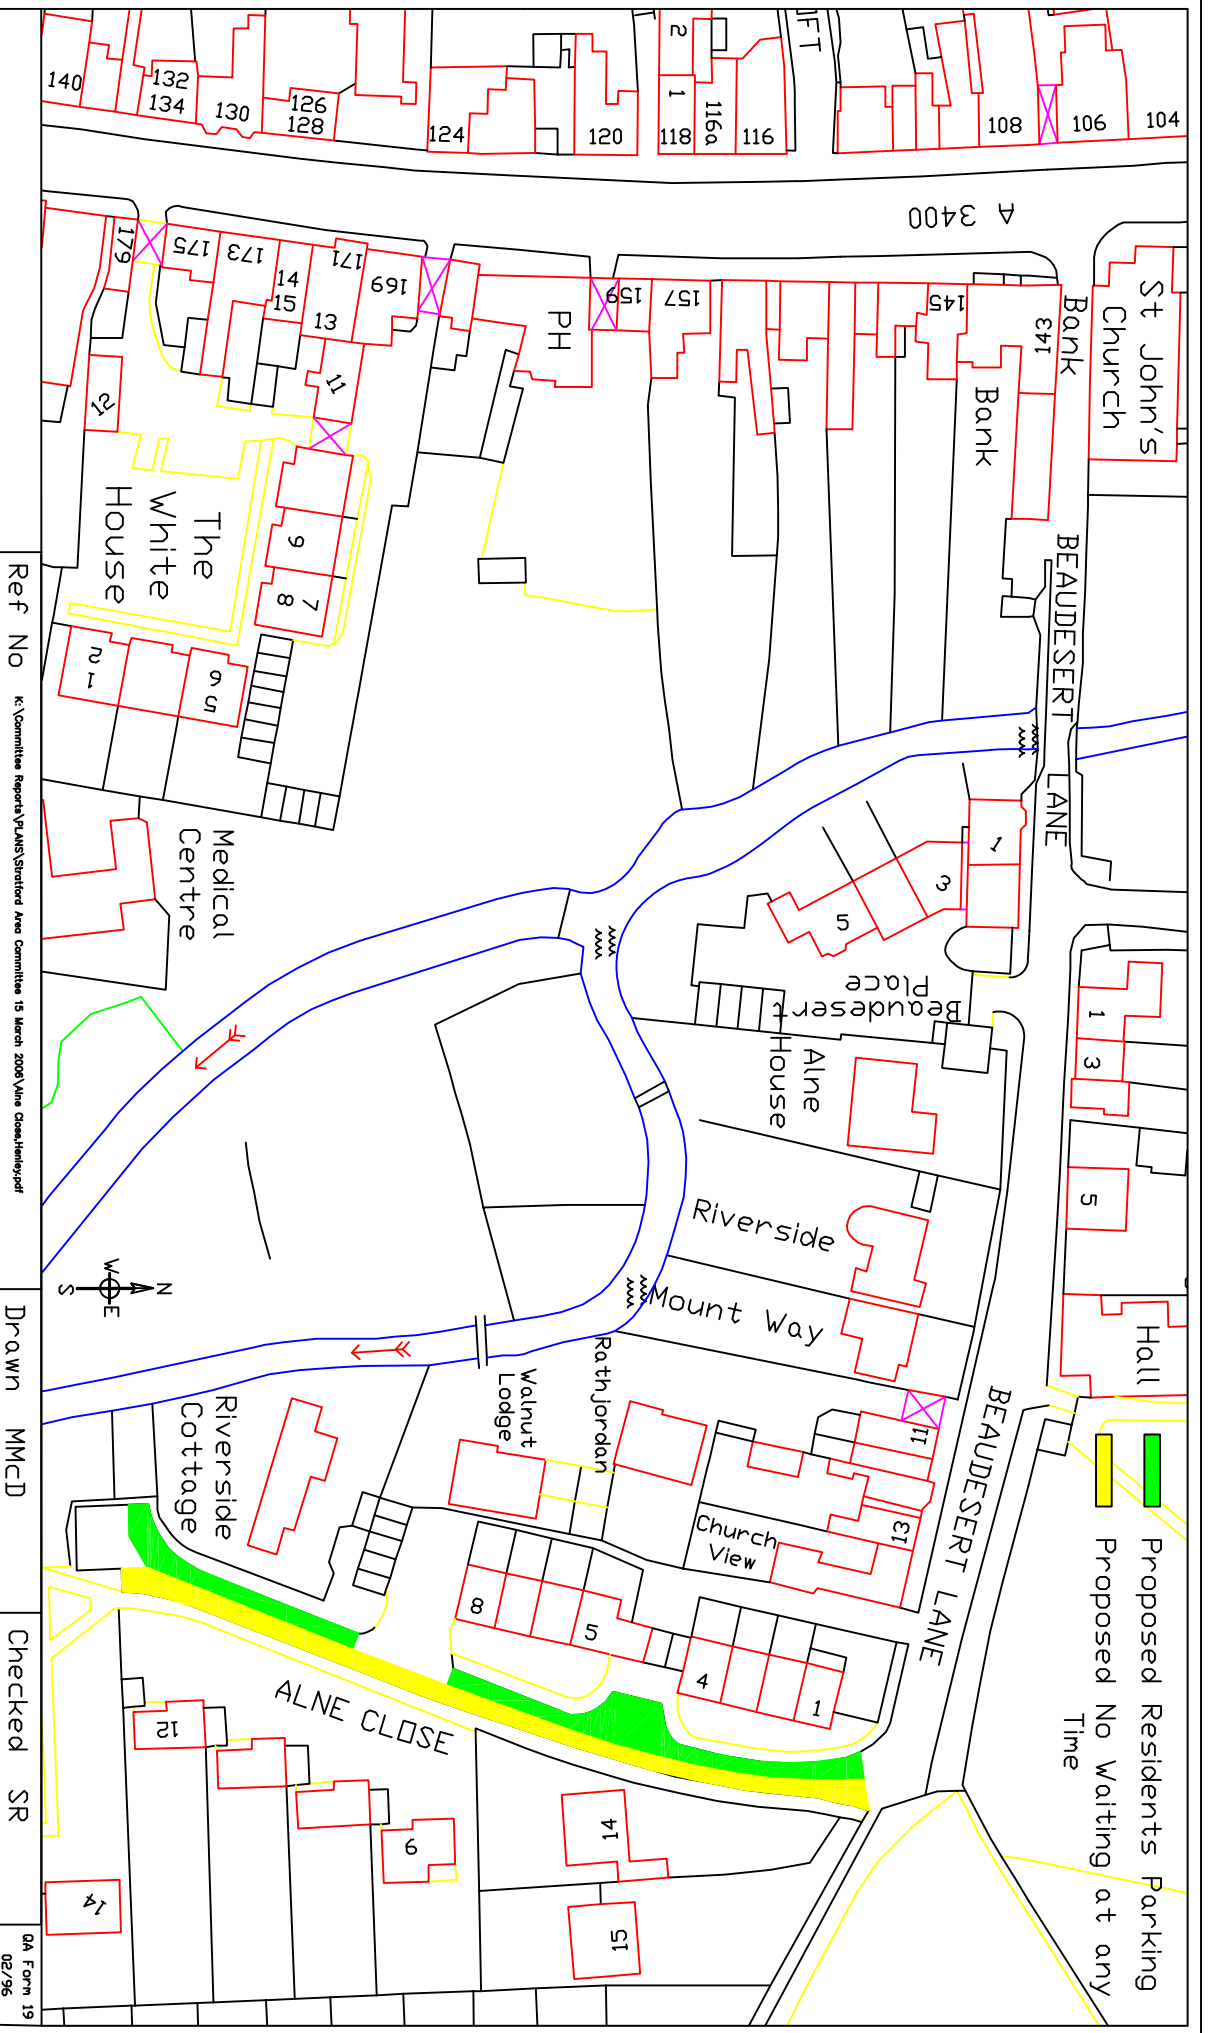 140
132
134
130
126
128
124
120
2
1
118
116a
116
OFT
108
106
104
A 3400
St John's
Church
Bank
143
145
Bank
157
159
PH
169
171
13
14
15
173
175
179
11
12
The
White
House
9
7
8
1
2
6
5
BEAUDESERT LANE
Medical
Centre
1
3
5
Beaudesert
Place
Alne
House
1
3
5
Hall
Riverside
Mount Way
Rathjordan
Walnut
Lodge
Riverside
Cottage
11
13
Church
View
BEAUDESERT LANE
8
5
4
1
ALNE CLOSE
12
9
14
15
14
N
W
E
S
Proposed Residents Parking
Proposed No Waiting at any
Time
Ref No K:\Committee Reports\PLANS\Stratford Area Committee 15 March 2006\Alne Close,Henley.pdf
Drawn MMcD
Checked SR
QA Form 19
02/96